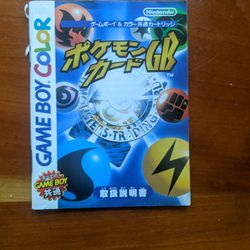 ゲームボーイ&カラー共通カートリッジ
Nintendo
GAME BOY COLOR
ポケモン
カードGB
TM
GAME BOY
共通
取扱説明書